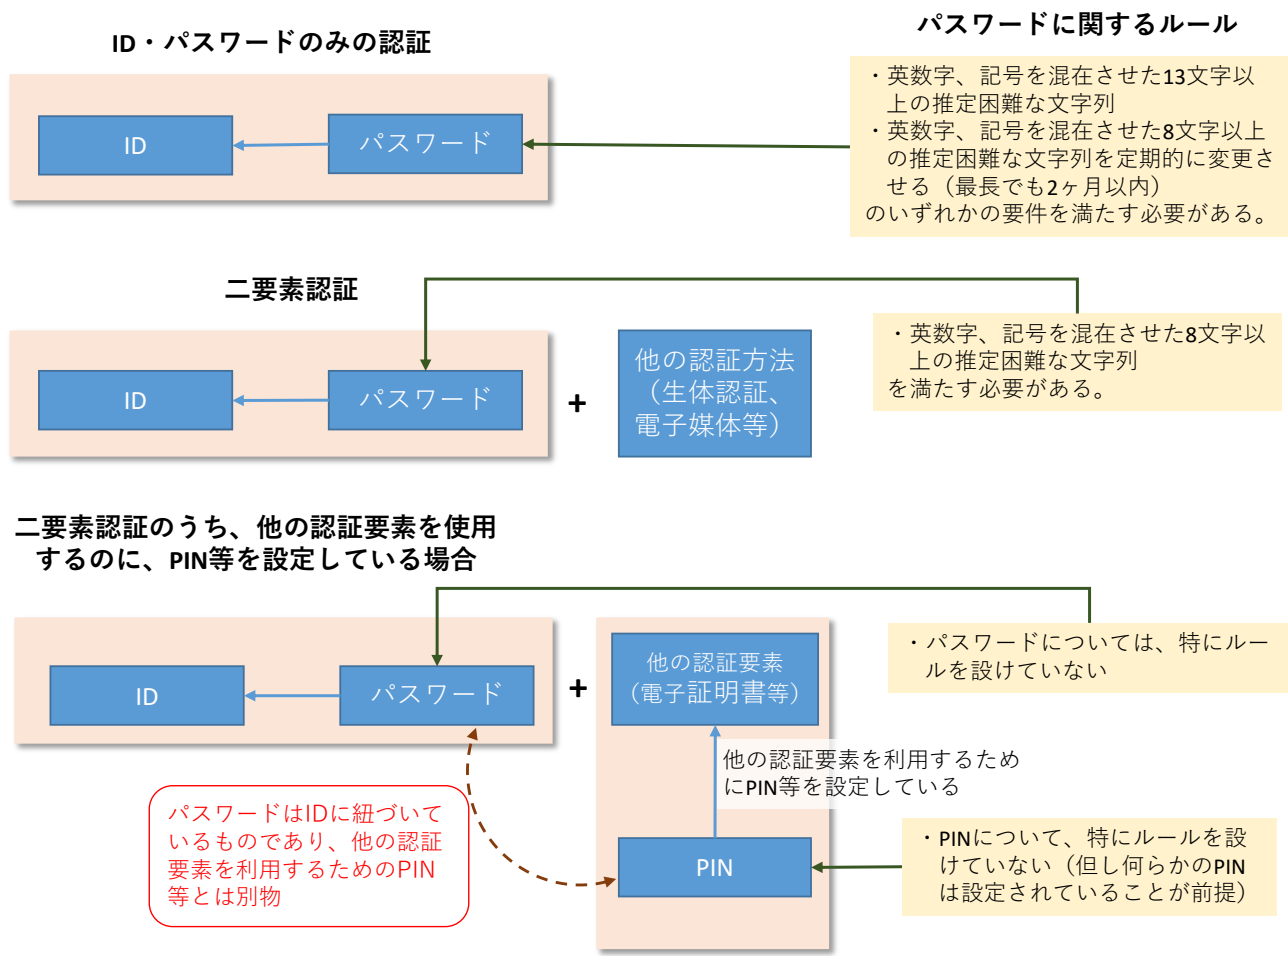 パスワードに関するルール
ID・パスワードのみの認証
ID
パスワード
・英数字、記号を混在させた13文字以
上の推定困難な文字列
・英数字、記号を混在させた8文字以上
の推定困難な文字列を定期的に変更さ
せる（最長でも2ヶ月以内）
のいずれかの要件を満たす必要がある。
二要素認証
ID
パスワード
+
他の認証方法
（生体認証、
電子媒体等）
・英数字、記号を混在させた8文字以
上の推定困難な文字列
を満たす必要がある。
二要素認証のうち、他の認証要素を使用
するのに、PIN等を設定している場合
ID
パスワード
+
他の認証要素
（電子証明書等）
・パスワードについては、特にルー
ルを設けていない
他の認証要素を利用するため
にPIN等を設定している
パスワードはIDに紐づいて
いるものであり、他の認証
要素を利用するためのPIN
等とは別物
PIN
・PINについて、特にルールを設
けていない（但し何らかのPIN
は設定されていることが前提）